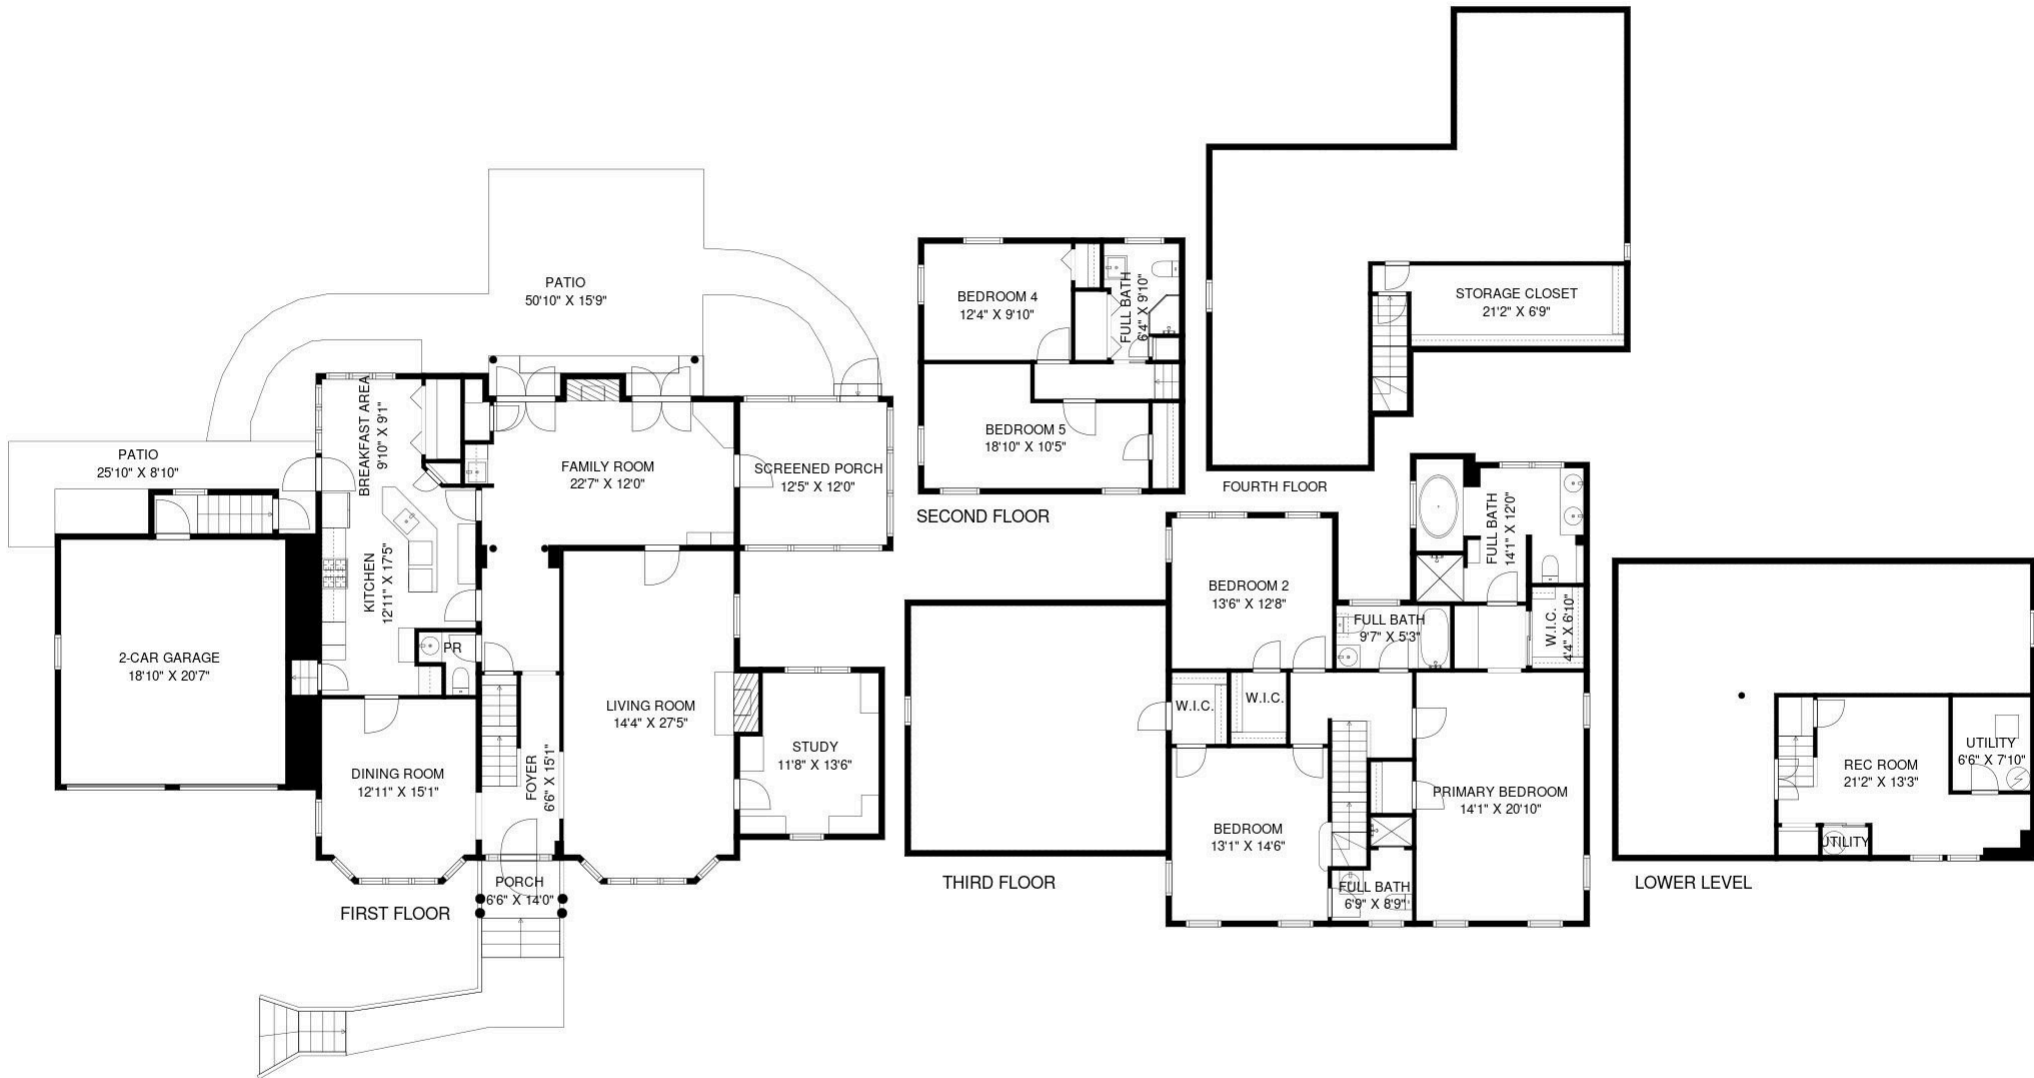 PATIO
50'10" X 15'9"
PATIO
25'10" X 8'10"
BREAKFAST AREA
9'10" X 9'1"
FAMILY ROOM
22'7" X 12'0"
SCREENED PORCH
12'5" X 12'0"
KITCHEN
12'11" X 17'5"
PR
2-CAR GARAGE
18'10" X 20'7"
LIVING ROOM
14'4" X 27'5"
STUDY
11'8" X 13'6"
DINING ROOM
12'11" X 15'1"
FOYER
6'6" X 15'1"
PORCH
6'6" X 14'0"
FIRST FLOOR
BEDROOM 4
12'4" X 9'10"
FULL BATH
6'4" X 9'10"
BEDROOM 5
18'10" X 10'5"
SECOND FLOOR
STORAGE CLOSET
21'2" X 6'9"
FOURTH FLOOR
FULL BATH
14'1" X 12'0"
BEDROOM 2
13'6" X 12'8"
FULL BATH
9'7" X 5'3"
W.I.C.
4'4" X 6'10"
W.I.C.
W.I.C.
BEDROOM
13'1" X 14'6"
PRIMARY BEDROOM
14'1" X 20'10"
FULL BATH
6'9" X 8'9"
THIRD FLOOR
UTILITY
6'6" X 7'10"
REC ROOM
21'2" X 13'3"
UTILITY
LOWER LEVEL